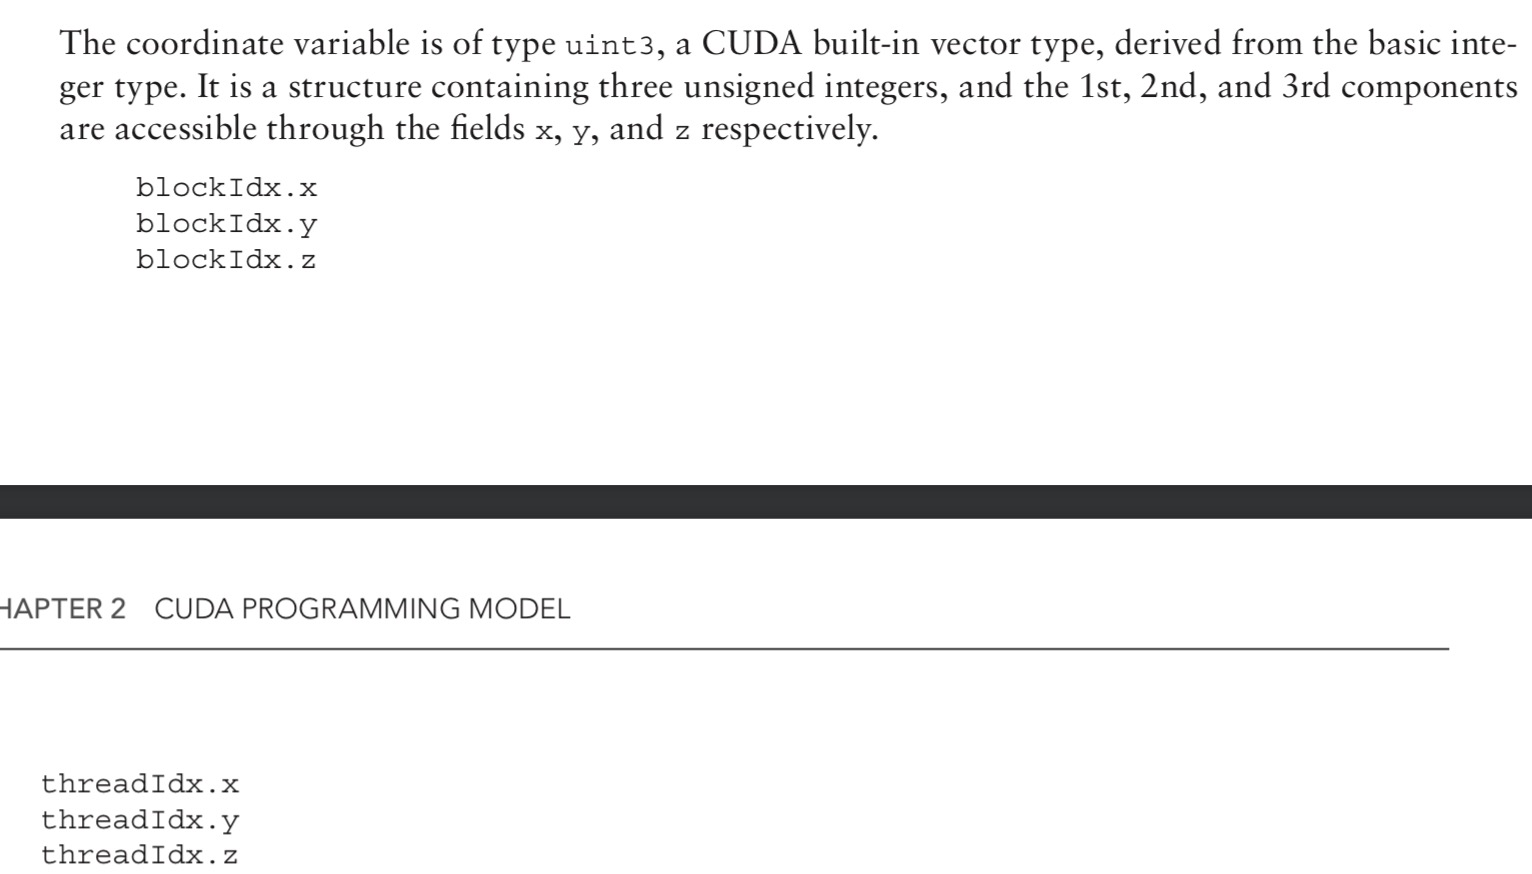 The coordinate variable is of type uint3, a CUDA built-in vector type, derived from the basic inte-
ger type. It is a structure containing three unsigned integers, and the 1st, 2nd, and 3rd components
are accessible through the fields x, y, and z respectively.
blockIdx.x
blockIdx.y
blockIdx.z
HAPTER 2 CUDA PROGRAMMING MODEL
threadIdx.x
threadIdx.y
threadIdx.z